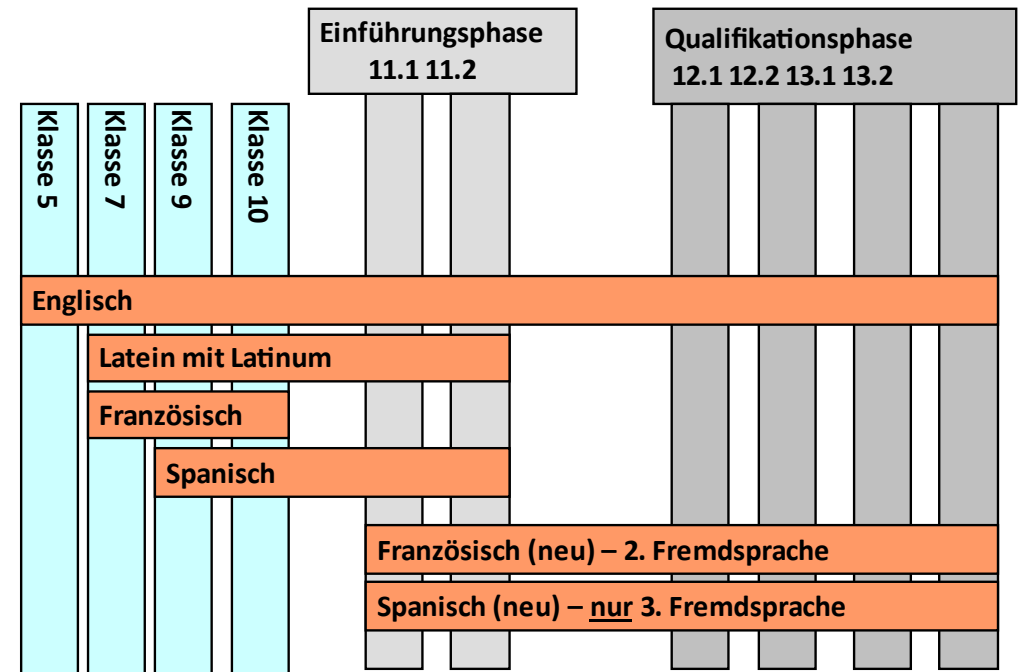 Einführungsphase
11.1 11.2
Qualifikationsphase
12.1 12.2 13.1 13.2
Klasse 5
Klasse 7
Klasse 9
Klasse 10
Englisch
Latein mit Latinum
Französisch
Spanisch
Französisch (neu) – 2. Fremdsprache
Spanisch (neu) – nur 3. Fremdsprache